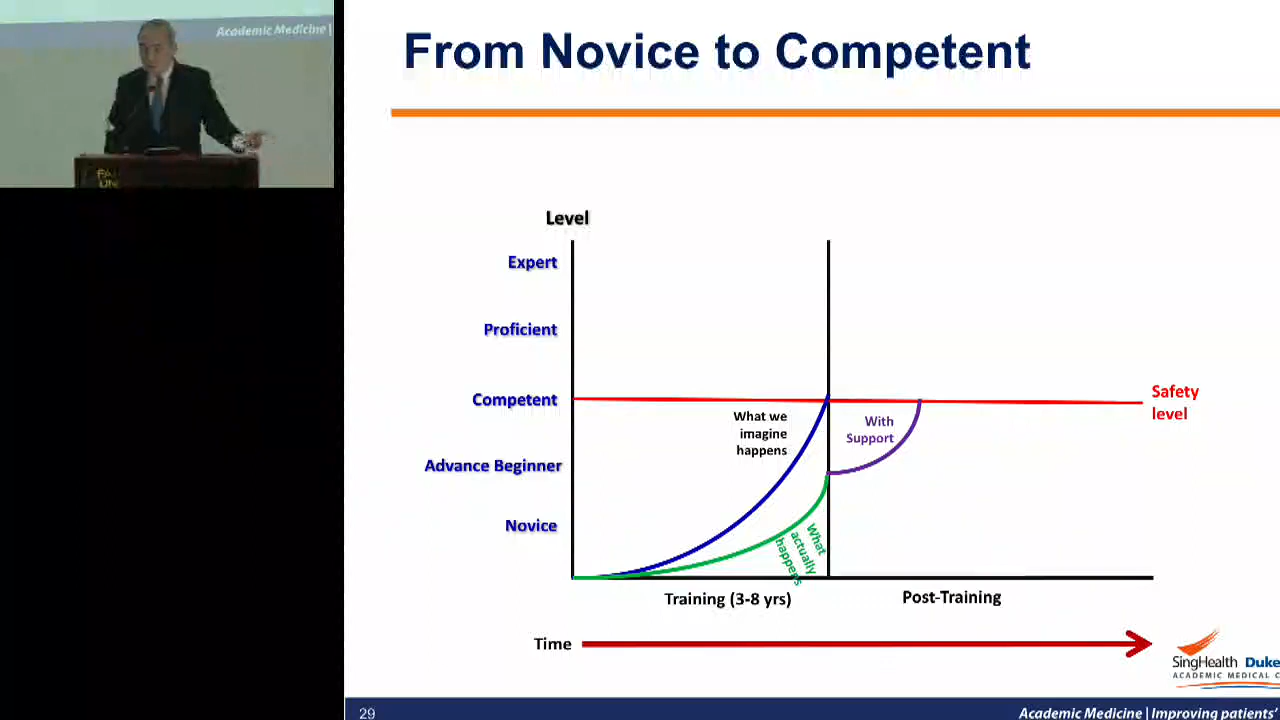 Academic Medicine |
From Novice to Competent
Level
Expert
Proficient
Competent
Advance Beginner
Novice
What we
imagine
happens
With
Support
Safety
level
What
actually
happens
Training (3-8 yrs)
Post-Training
Time
SingHealth Duke
ACADEMIC MEDICAL C
29
Academic Medicine | Improving patients'